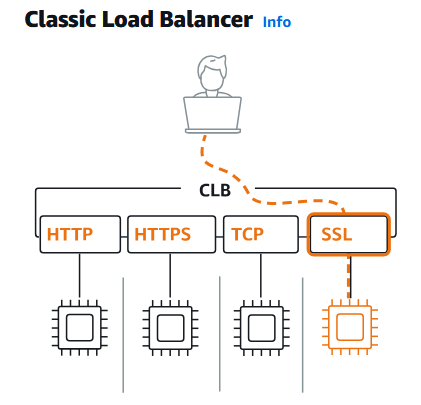 Classic Load Balancer Info
CLB
HTTP HTTPS TCP SSL